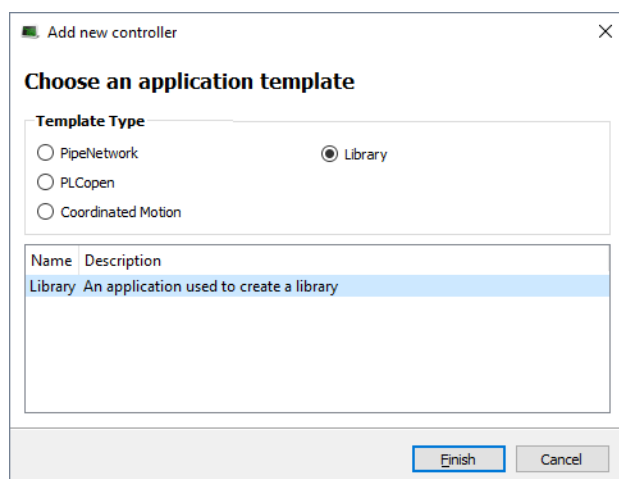 Add new controller
Choose an application template
Template Type
PipeNetwork
Library
PLCopen
Coordinated Motion
Name Description
Library An application used to create a library
Finish Cancel